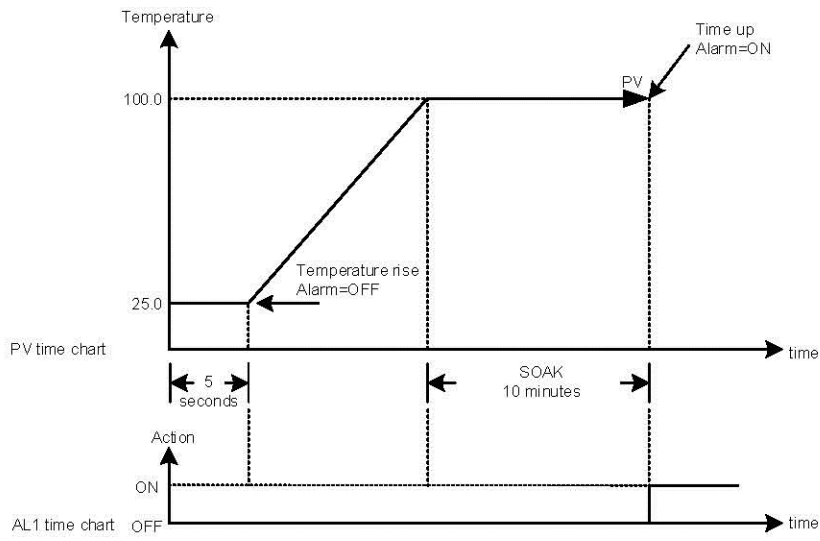 Temperature
Time up
Alarm=ON
PV
100.0
Temperature rise
Alarm=OFF
25.0
PV time chart
time
5
seconds
SOAK
10 minutes
Action
ON
AL1 time chart
OFF
time